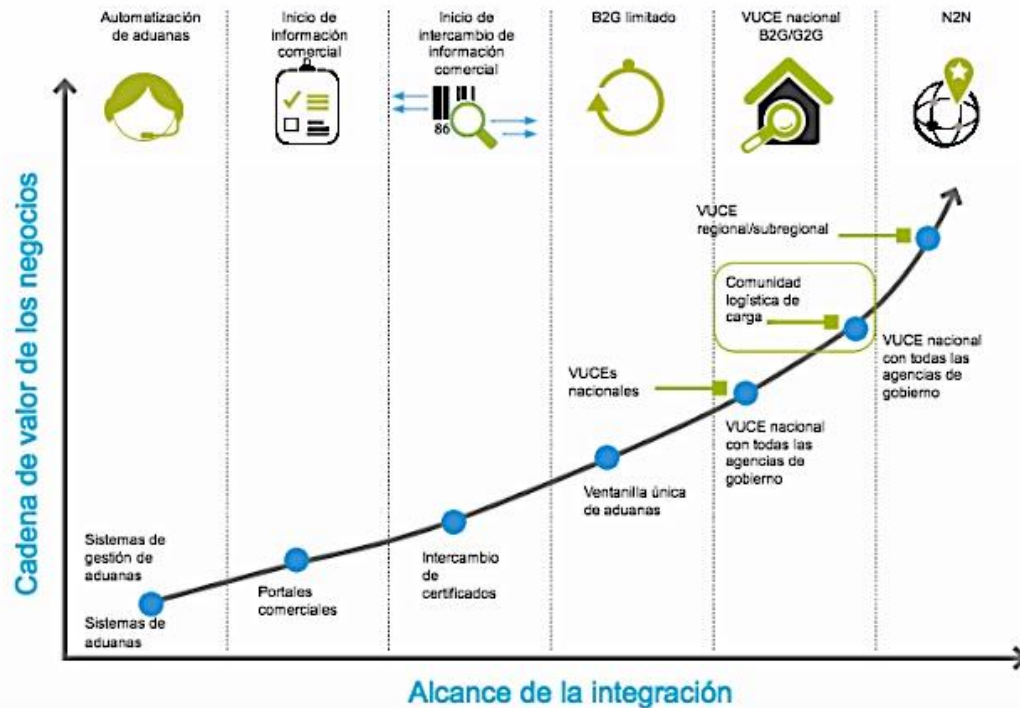 Automatización
de aduanas
Inicio de
información
comercial
Inicio de
intercambio de
información
comercial
B2G limitado
VUCE nacional
B2G/G2G
N2N
86
Cadena de valor de los negocios
VUCE
regional/subregional
Comunidad
logística de
carga
VUCE nacional
con todas las
agencias de
gobierno
VUCEs
nacionales
VUCE nacional
con todas las
agencias de
gobierno
Ventanilla única
de aduanas
Intercambio
de
certificados
Portales
comerciales
Sistemas de
gestión de
aduanas
Sistemas de
aduanas
Alcance de la integración